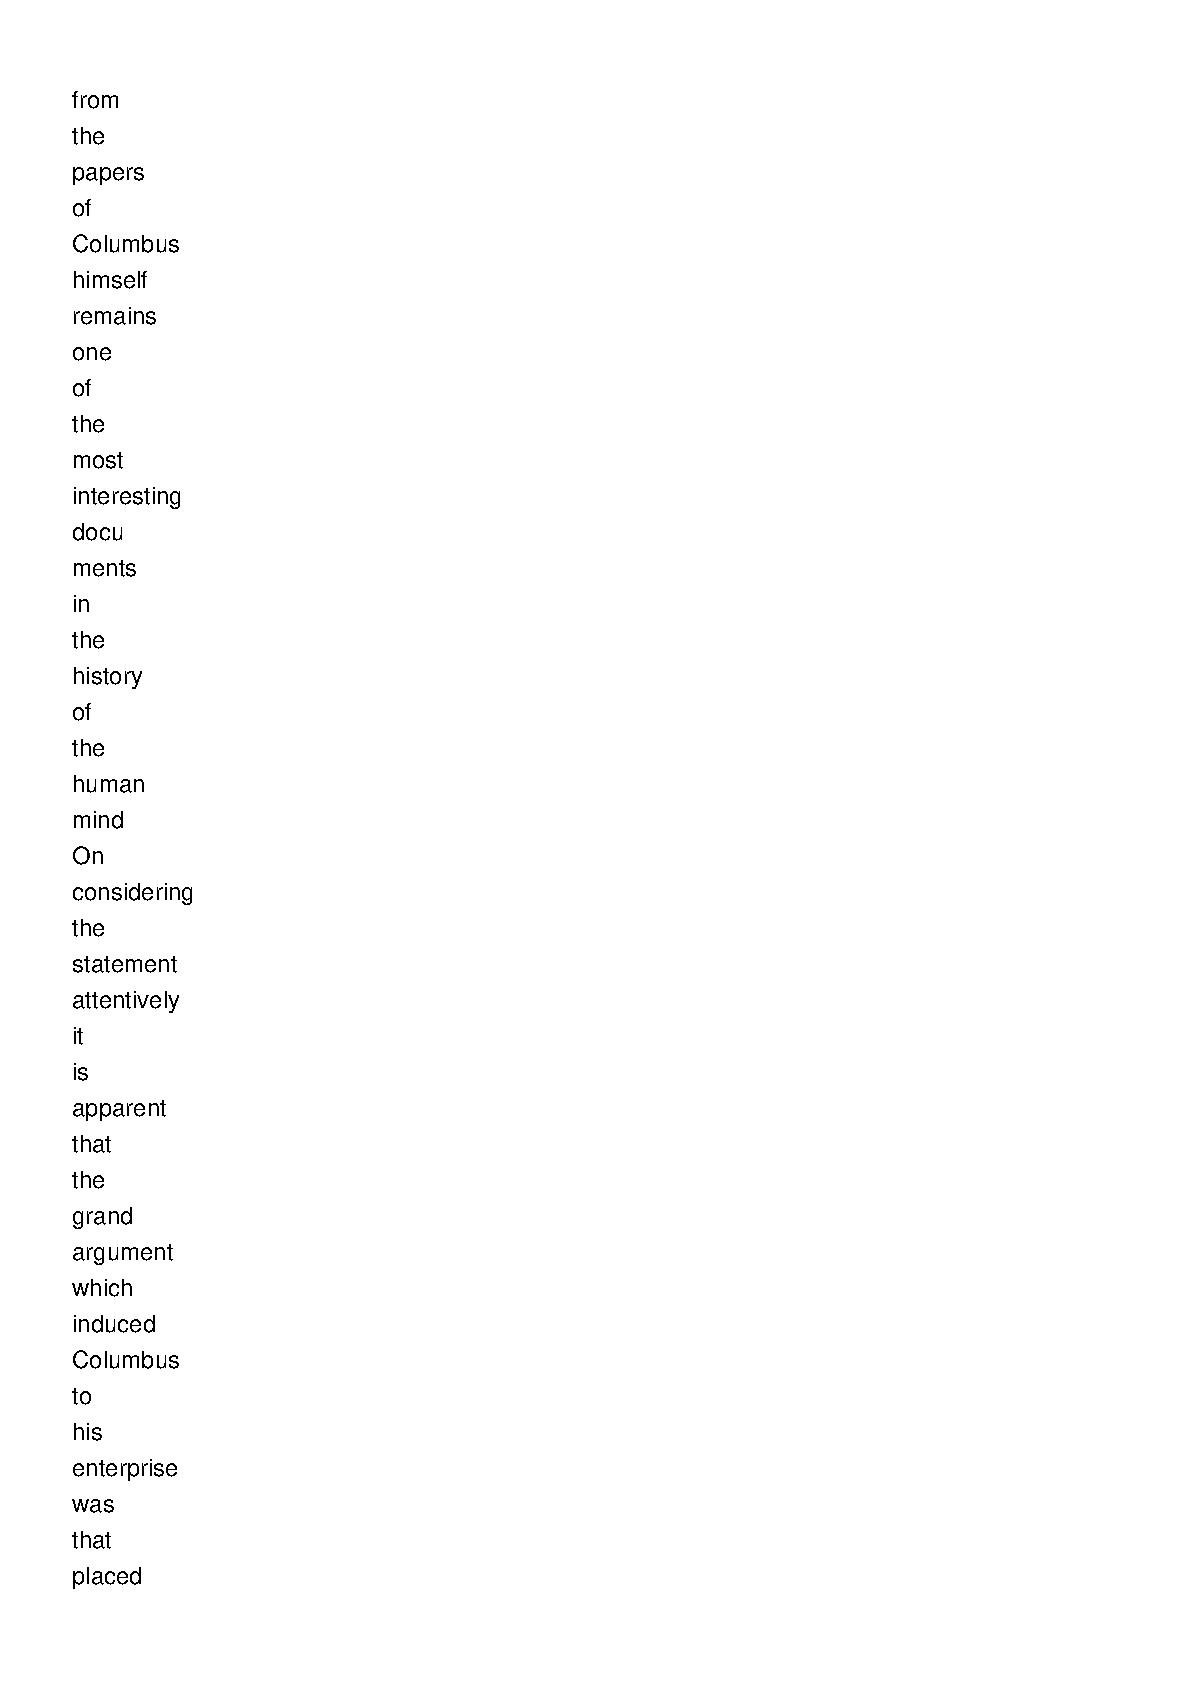 from
the
papers
of
Columbus
himself
remains
one
of
the
most
interesting
docu
ments
in
the
history
of
the
human
mind
On
considering
the
statement
attentively
it
is
apparent
that
the
grand
argument
which
induced
Columbus
to
his
enterprise
was
that
placed